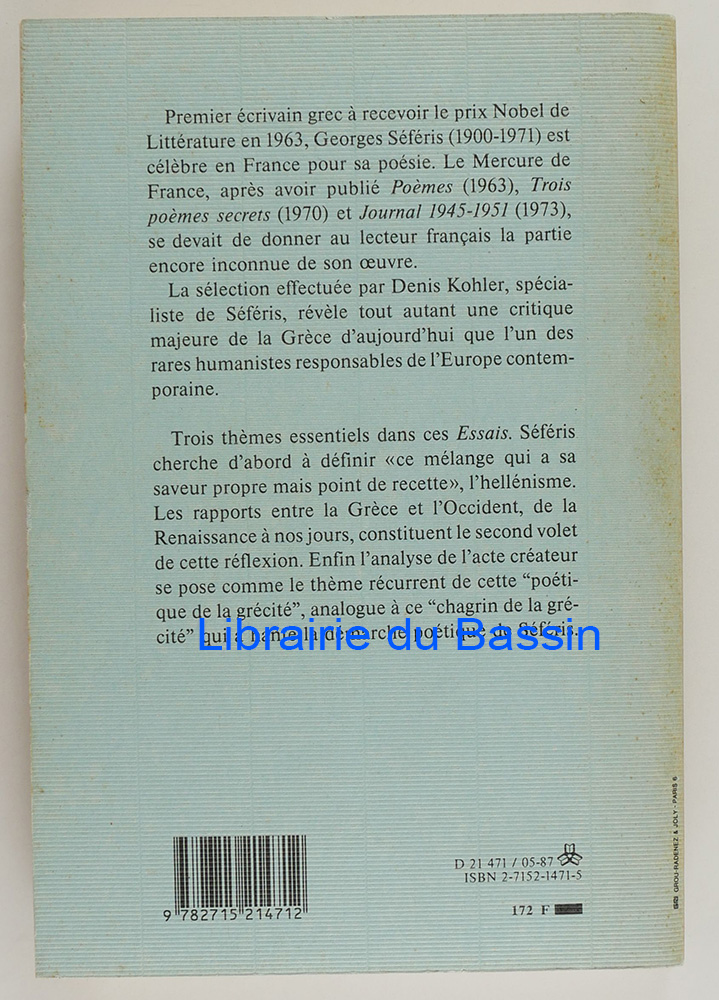 Premier écrivain grec à recevoir le prix Nobel de
Littérature en 1963, Georges Séféris (1900-1971) est
célèbre en France pour sa poésie. Le Mercure de
France, après avoir publié Poèmes (1963), Trois
poèmes secrets (1970) et Journal 1945-1951 (1973),
se devait de donner au lecteur français la partie
encore inconnue de son œuvre.
La sélection effectuée par Denis Kohler, spécia-
liste de Séféris, révèle tout autant une critique
majeure de la Grèce d'aujourd'hui que l'un des
rares humanistes responsables de l'Europe contem-
poraine.
Trois thèmes essentiels dans ces Essais. Séféris
cherche d'abord à définir «ce mélange qui a sa
saveur propre mais point de recette», l'hellénisme.
Les rapports entre la Grèce et l'Occident, de la
Renaissance à nos jours, constituent le second volet
de cette réflexion. Enfin l'analyse de l'acte créateur
se pose comme le thème récurrent de cette "poéti-
que de la grécité", analogue à ce "chagrin de la gré-
cité" qui a hanté la démarche poétique de Séféris.
Librairie du Bassin
D 21 471 / 05-87
ISBN 2-7152-1471-5
9 782715 214712
172 F
SRI GROU-RADENEZ & JOLY - PARIS 6